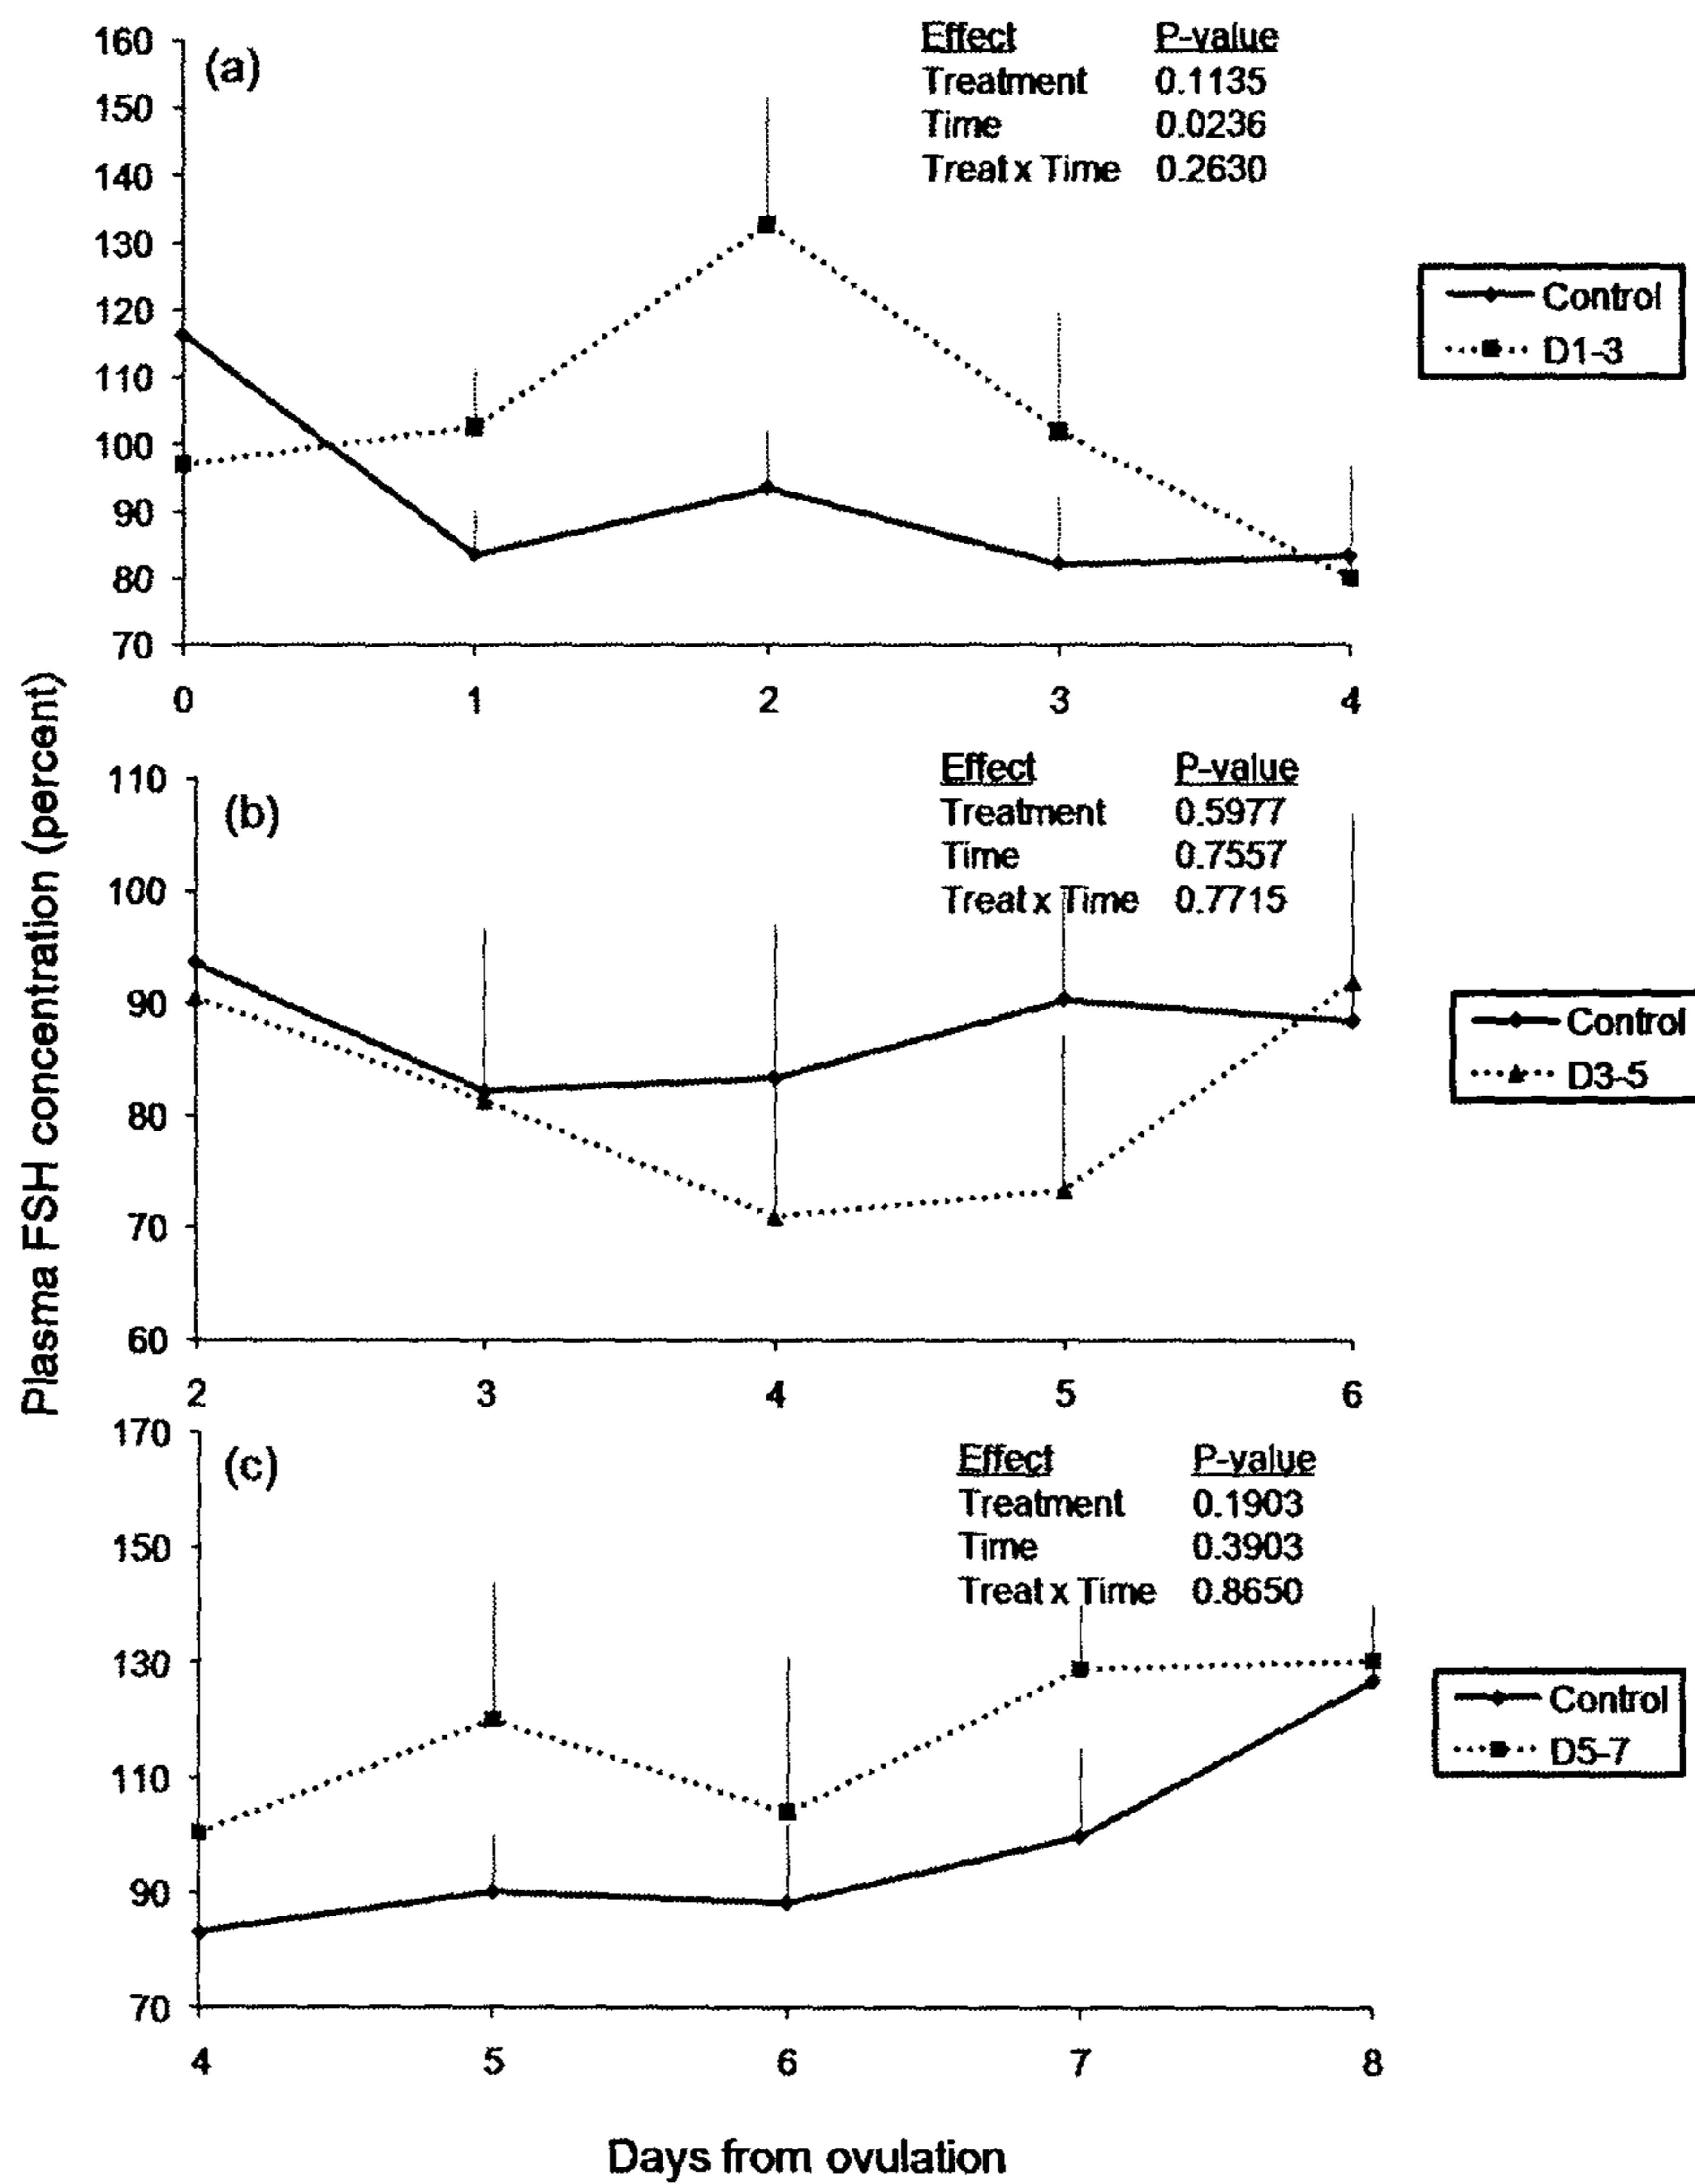 (a)
Effect P-value
Treatment 0.1135
Time 0.0236
Treat x Time 0.2630
160
150
140
130
120
110
100
90
80
70
0 1 2 3 4
Control
D1-3
Plasma FSH concentration (percent)
(b)
Effect P-value
Treatment 0.5977
Time 0.7557
Treat x Time 0.7715
110
100
90
80
70
60
2 3 4 5 6
Control
D3-5
(c)
Effect P-value
Treatment 0.1903
Time 0.3903
Treat x Time 0.8650
170
150
130
110
90
70
4 5 6 7 8
Control
D5-7
Days from ovulation